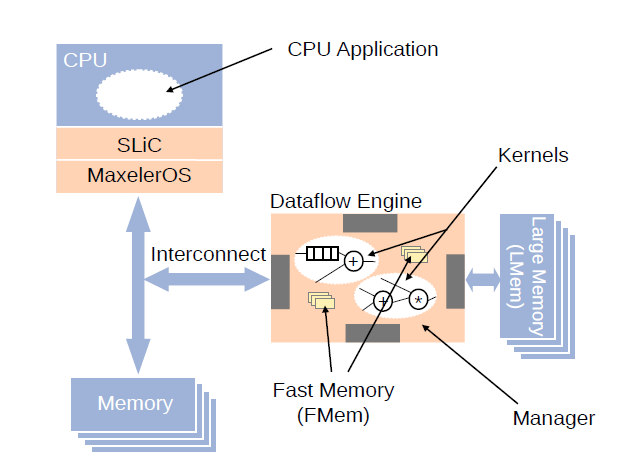 CPU
CPU Application
SLiC
MaxelerOS
Kernels
Dataflow Engine
Interconnect
+
+
*
Large Memory
(LMem)
Memory
Fast Memory
(FMem)
Manager